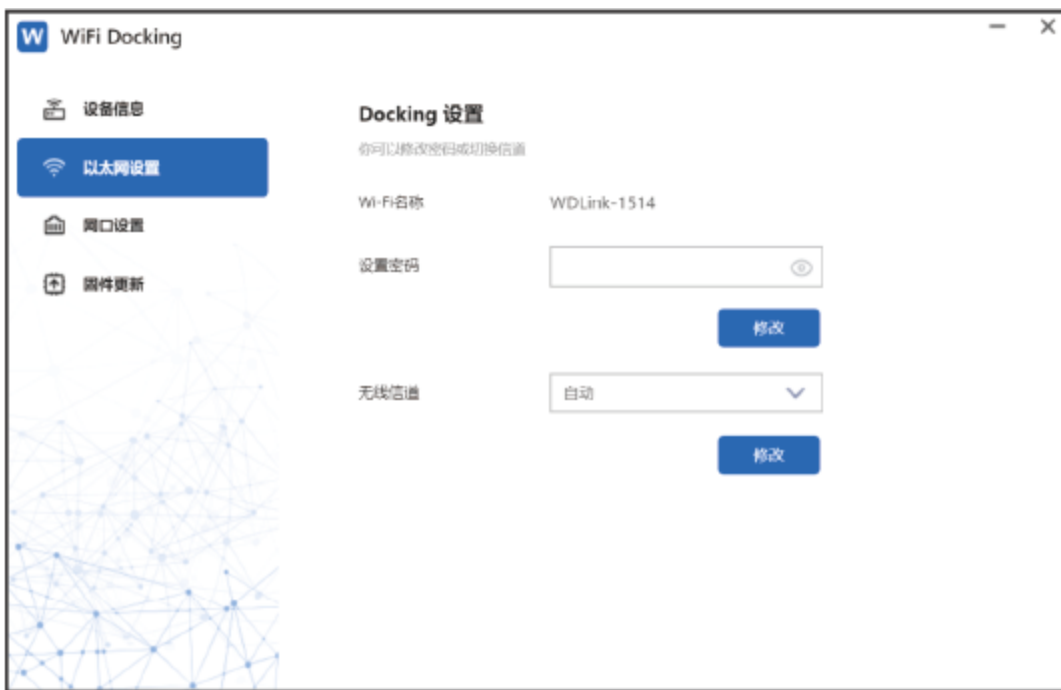 W WiFi Docking
设备信息
以太网设置
网口设置
固件更新
Docking 设置
你可以修改密码或切换信道
Wi-Fi名称 WDLink-1514
设置密码
修改
无线信道 自动
修改